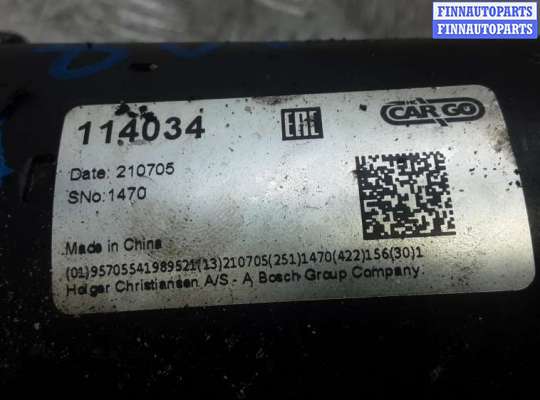 FINNAUTOPARTS
FINNAUTOPARTS
114034
EAC
CARGO
Date: 210705
SNo:1470
Made in China
(01)95705541989521(13)210705(251)1470(422)156(30)1
Holger Christiansen A/S - A Bosch Group Company.